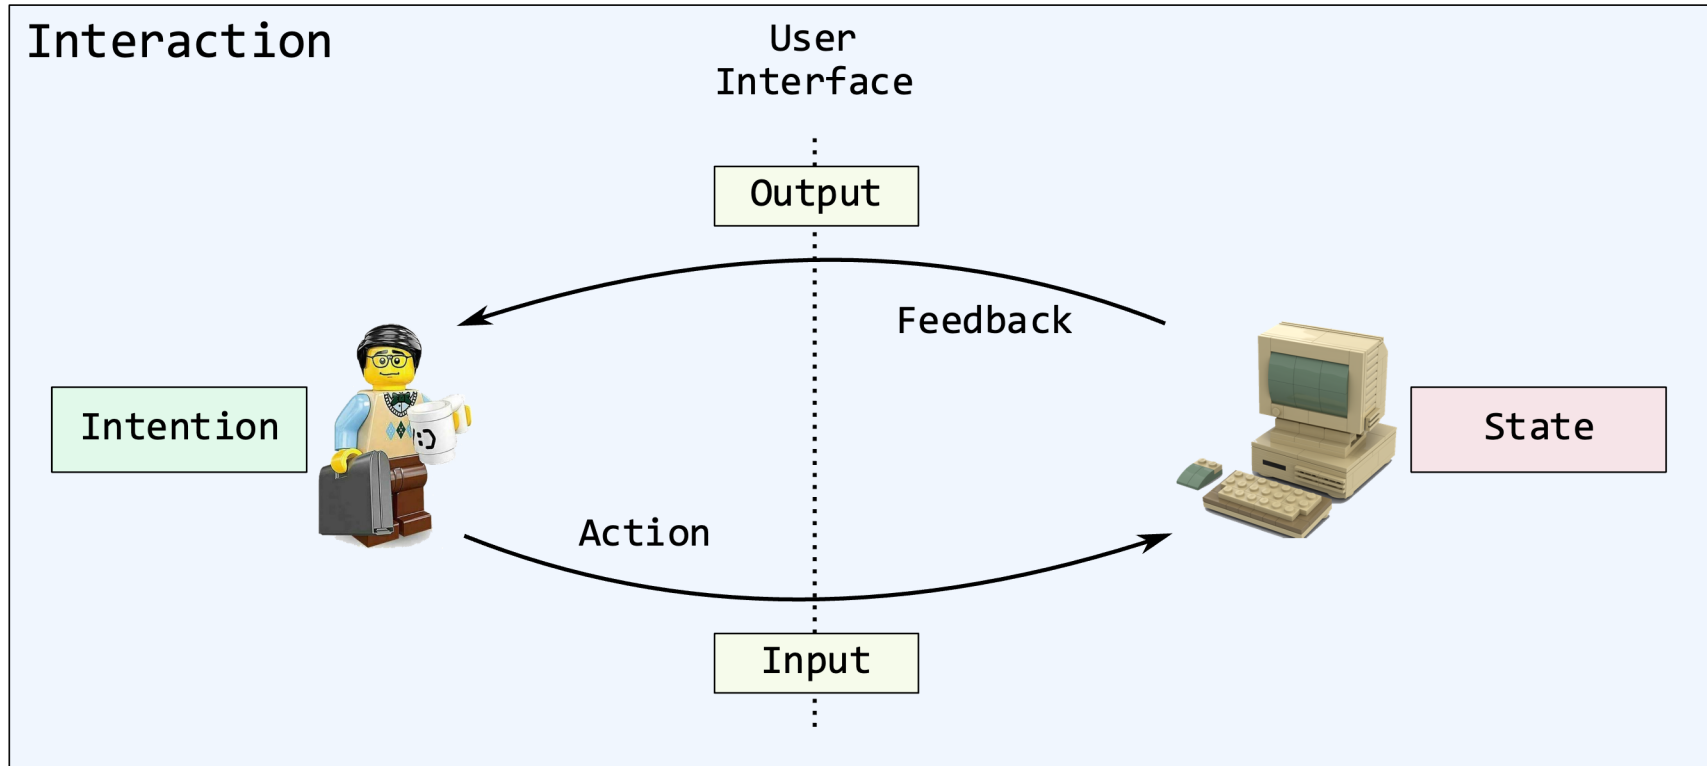 Interaction
User
Interface
Output
Feedback
Intention
State
Action
Input